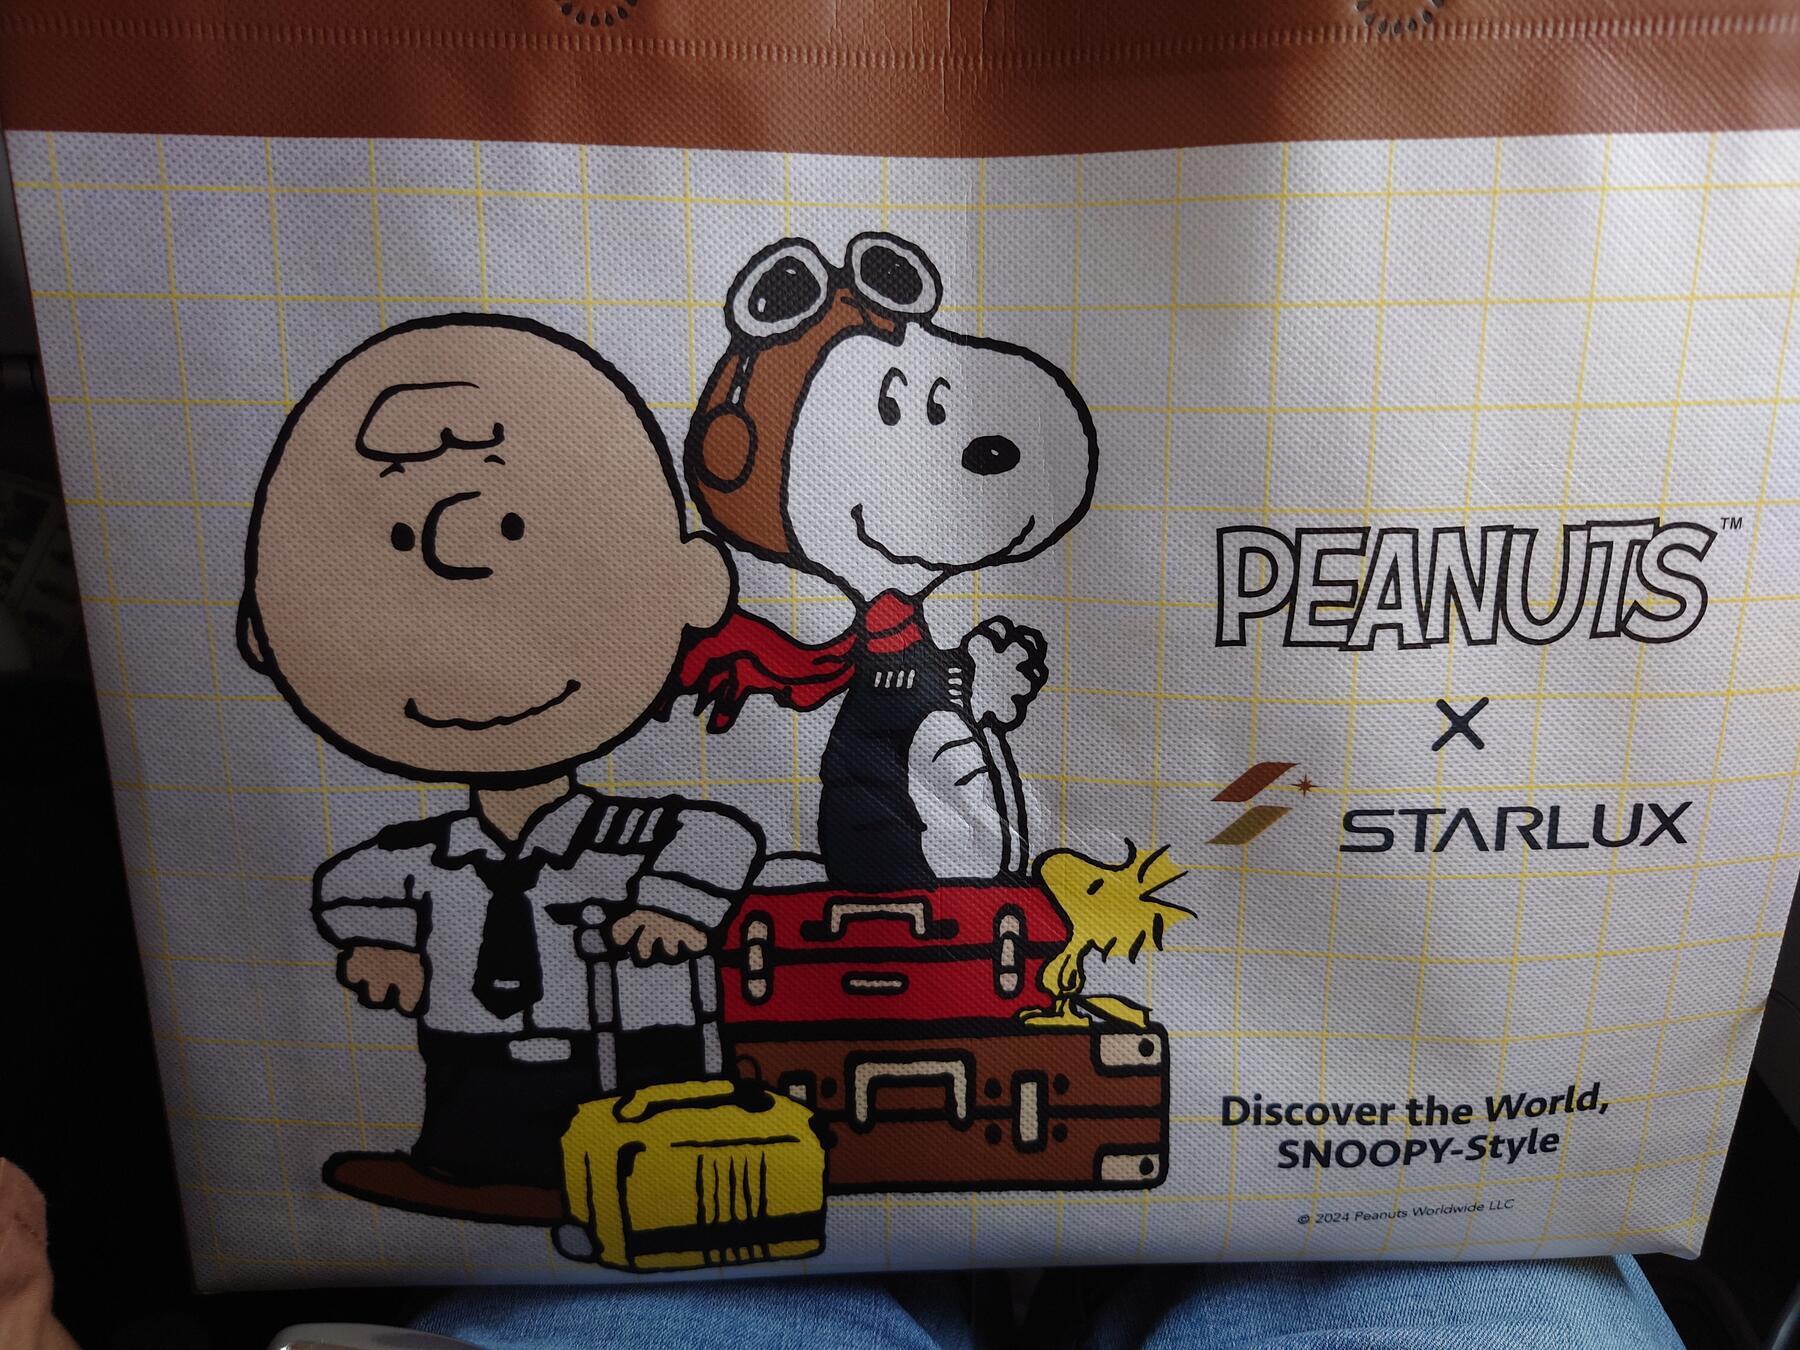 PEANUTS™
X
STARLUX
Discover the World,
SNOOPY-Style
© 2024 Peanuts Worldwide LLC